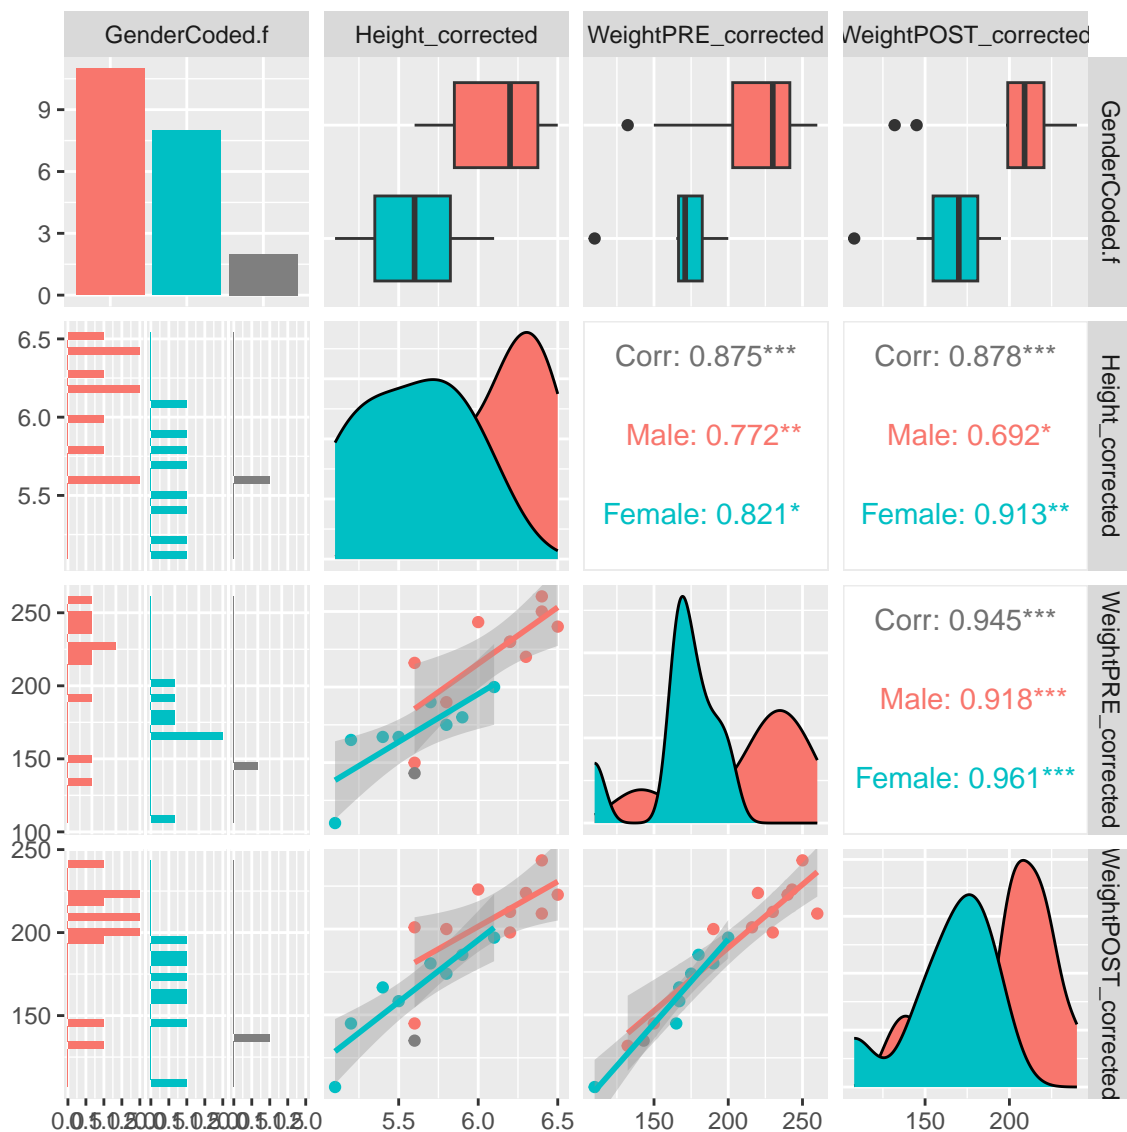 GenderCoded.f
Height_corrected
WeightPRE_corrected
WeightPOST_corrected
9
6
3
0
GenderCoded.f
6.5
6.0
5.5
Corr: 0.875***
Male: 0.772**
Female: 0.821*
Corr: 0.878***
Male: 0.692*
Female: 0.913**
Height_corrected
250
200
150
100
Corr: 0.945***
Male: 0.918***
Female: 0.961***
WeightPRE_corrected
250
200
150
WeightPOST_corrected
5.5
6.0
6.5
150
200
250
150
200